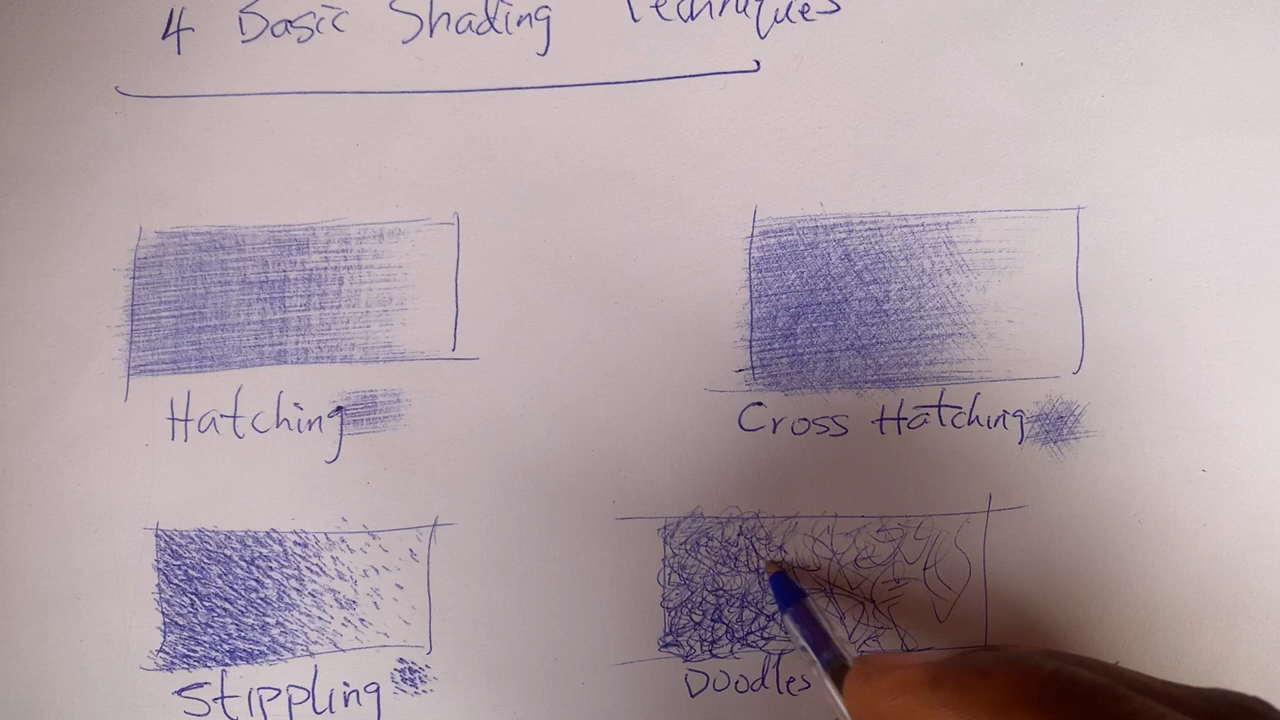 4 Basic Shading Techniques
Hatching
Cross Hatching
Stippling
Doodles